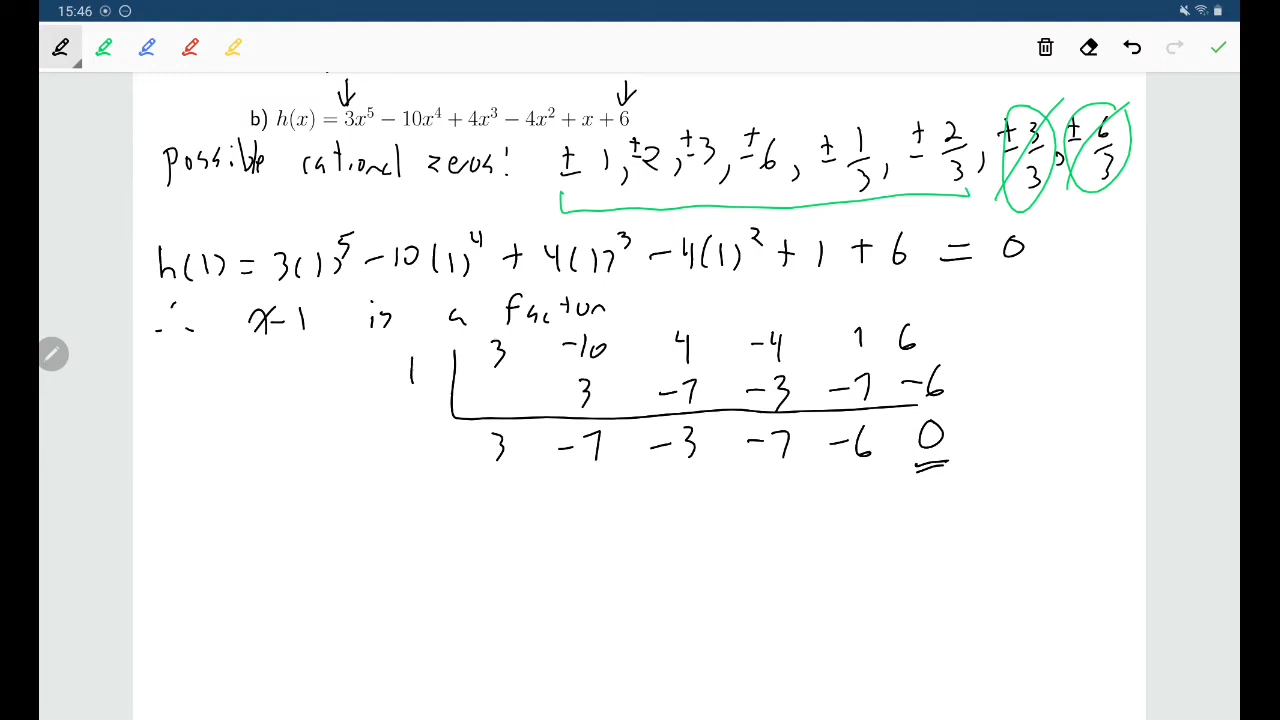 15:46
b) h(x) = 3x⁵ − 10x⁴ + 4x³ − 4x² + x + 6
possible rational zeros: ± 1, ±2, ±3, ±6, ± 1/3, ± 2/3, ± 3/3, ± 6/3
h(1) = 3(1)⁵ − 10(1)⁴ + 4(1)³ − 4(1)² + 1 + 6 = 0
∴ x−1 is a factor
3 −10 4 −4 1 6
1
3 −7 −3 −7 −6
3 −7 −3 −7 −6 0